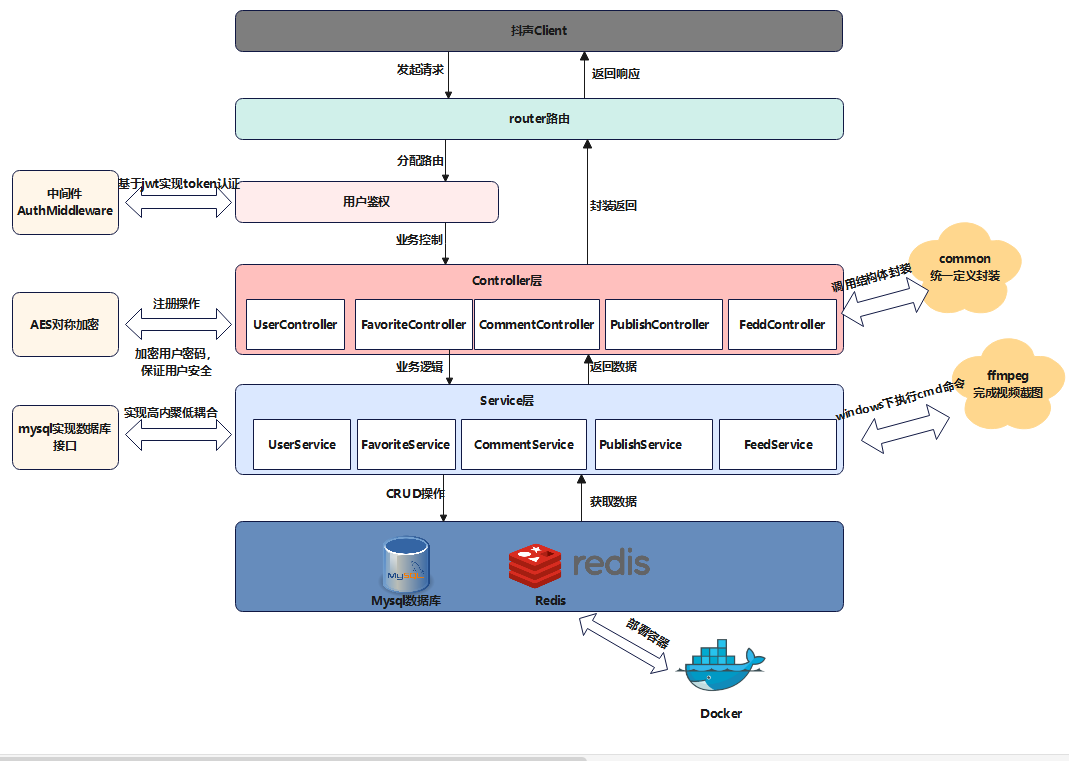 抖声Client
发起请求
返回响应
router路由
分配路由
中间件
AuthMiddleware
基于jwt实现token认证
用户鉴权
业务控制
封装返回
common
统一定义封装
调用结构体封装
Controller层
UserController
FavoriteController
CommentController
PublishController
FeddController
AES对称加密
注册操作
加密用户密码，
保证用户安全
业务逻辑
返回数据
ffmpeg
完成视频截图
windows下执行cmd命令
Service层
UserService
FavoriteService
CommentService
PublishService
FeedService
mysql实现数据库
接口
实现高内聚低耦合
CRUD操作
获取数据
MySQL
redis
Mysql数据库
Redis
部署容器
Docker